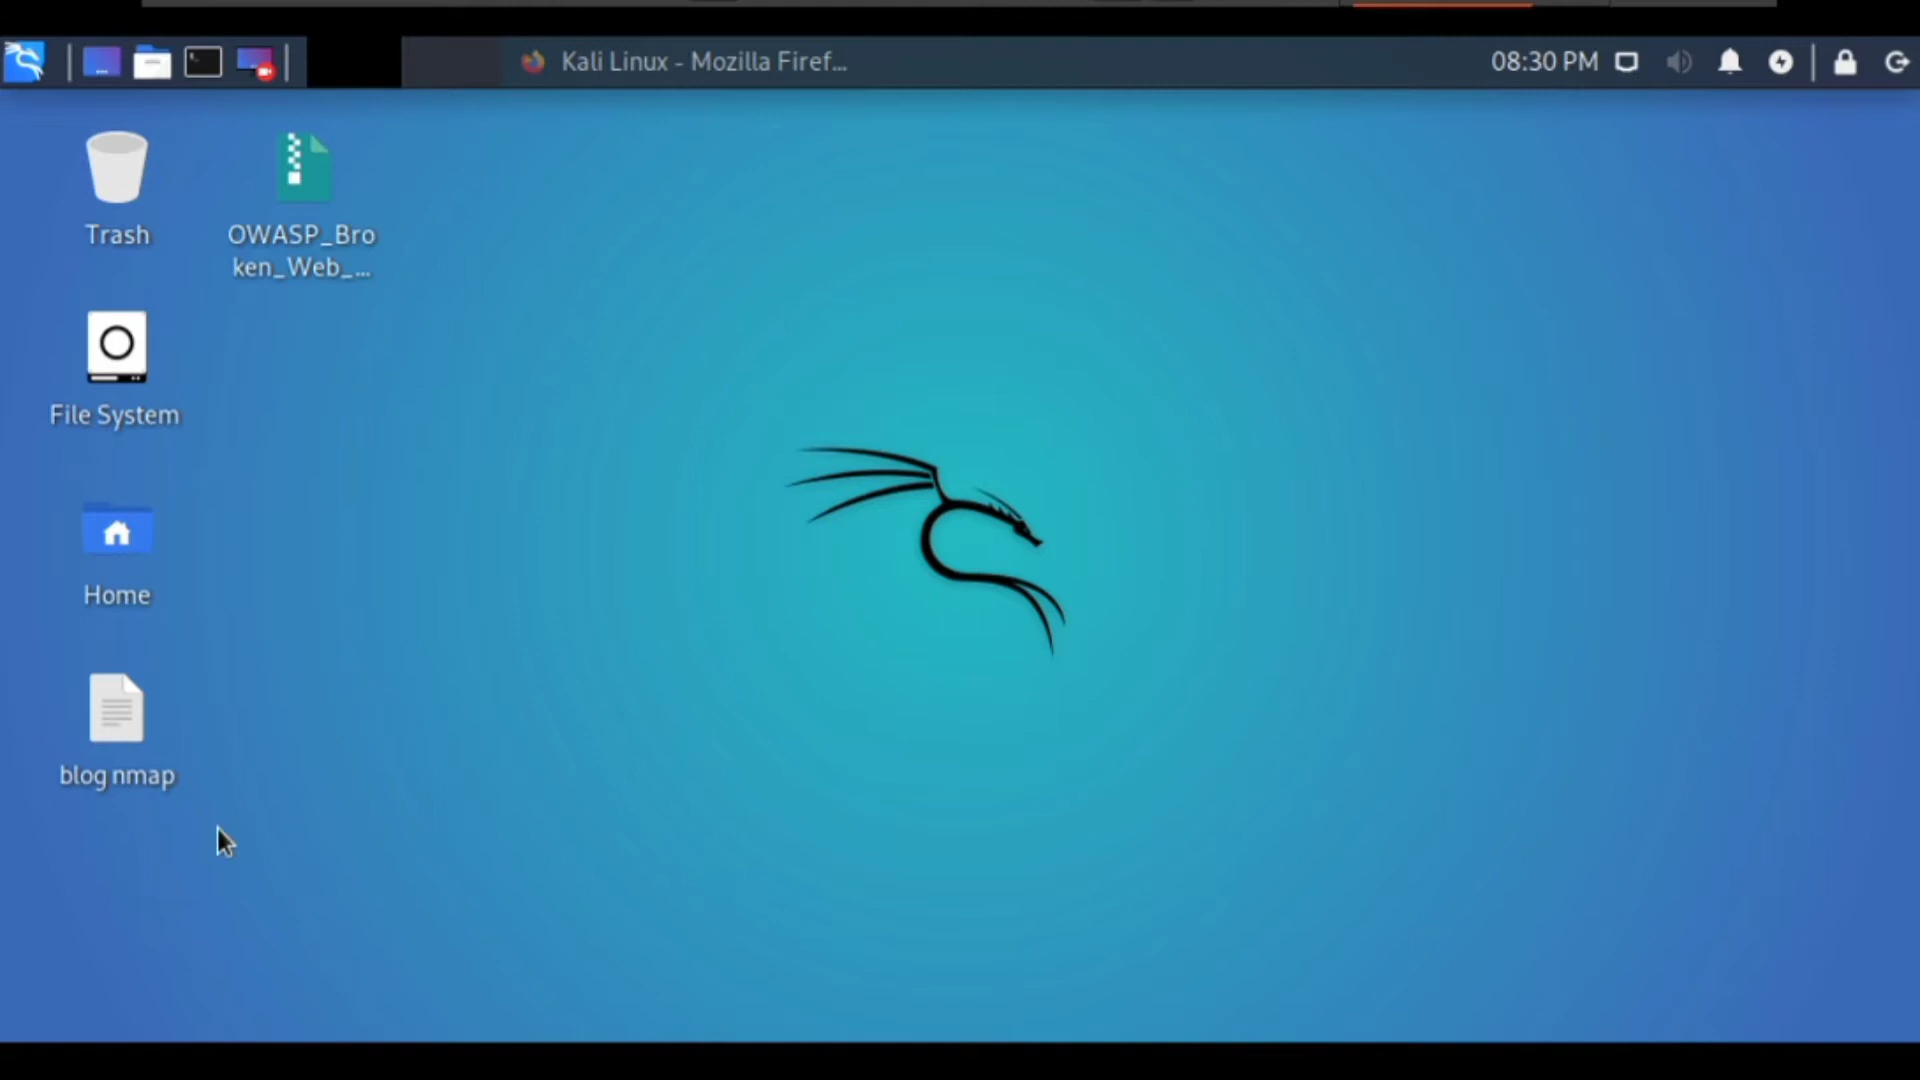 Kali Linux - Mozilla Firef...
08:30 PM
Trash
OWASP_Bro
ken_Web_...
File System
Home
blog nmap